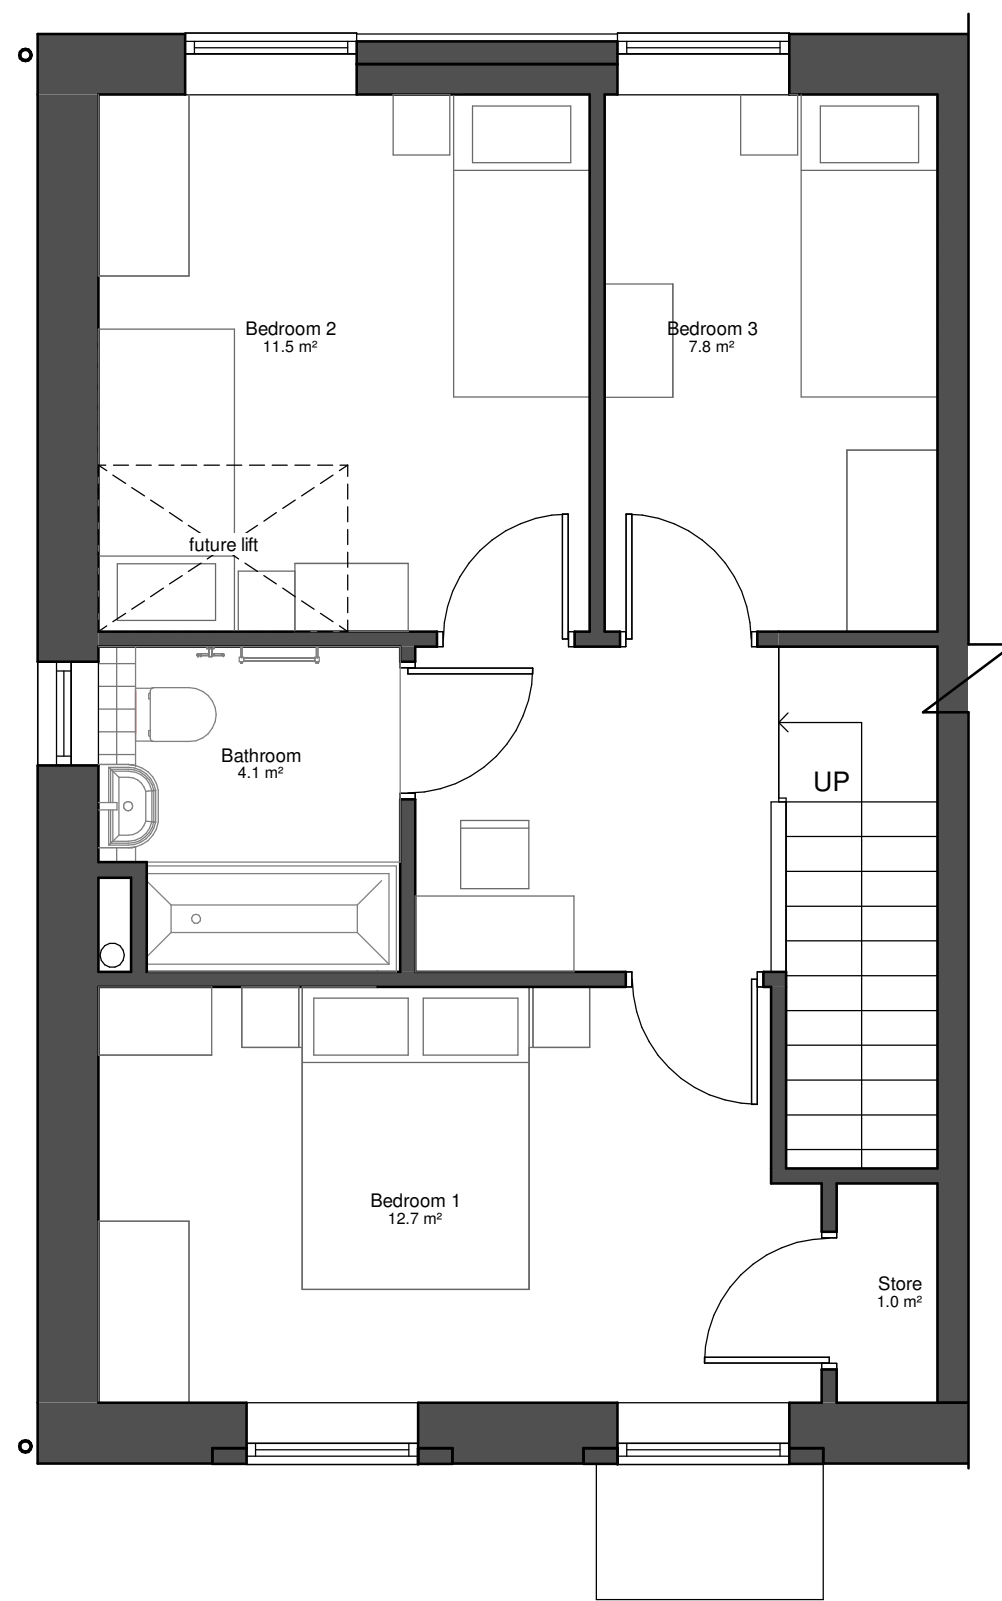 Bedroom 2
11.5 m²
Bedroom 3
7.8 m²
future lift
Bathroom
4.1 m²
UP
Bedroom 1
12.7 m²
Store
1.0 m²